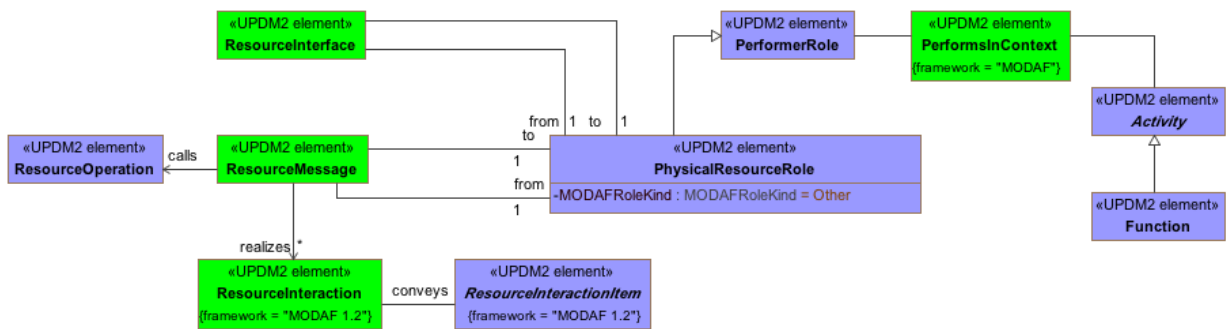 «UPDM2 element»
ResourceInterface
«UPDM2 element»
PerformerRole
«UPDM2 element»
PerformsInContext
{framework = "MODAF"}
«UPDM2 element»
Activity
from 1 to 1
to
1
«UPDM2 element»
ResourceOperation
calls
«UPDM2 element»
ResourceMessage
«UPDM2 element»
PhysicalResourceRole
-MODAFRoleKind : MODAFRoleKind = Other
from
1
«UPDM2 element»
Function
realizes *
«UPDM2 element»
ResourceInteraction
{framework = "MODAF 1.2"}
conveys
«UPDM2 element»
ResourceInteractionItem
{framework = "MODAF 1.2"}